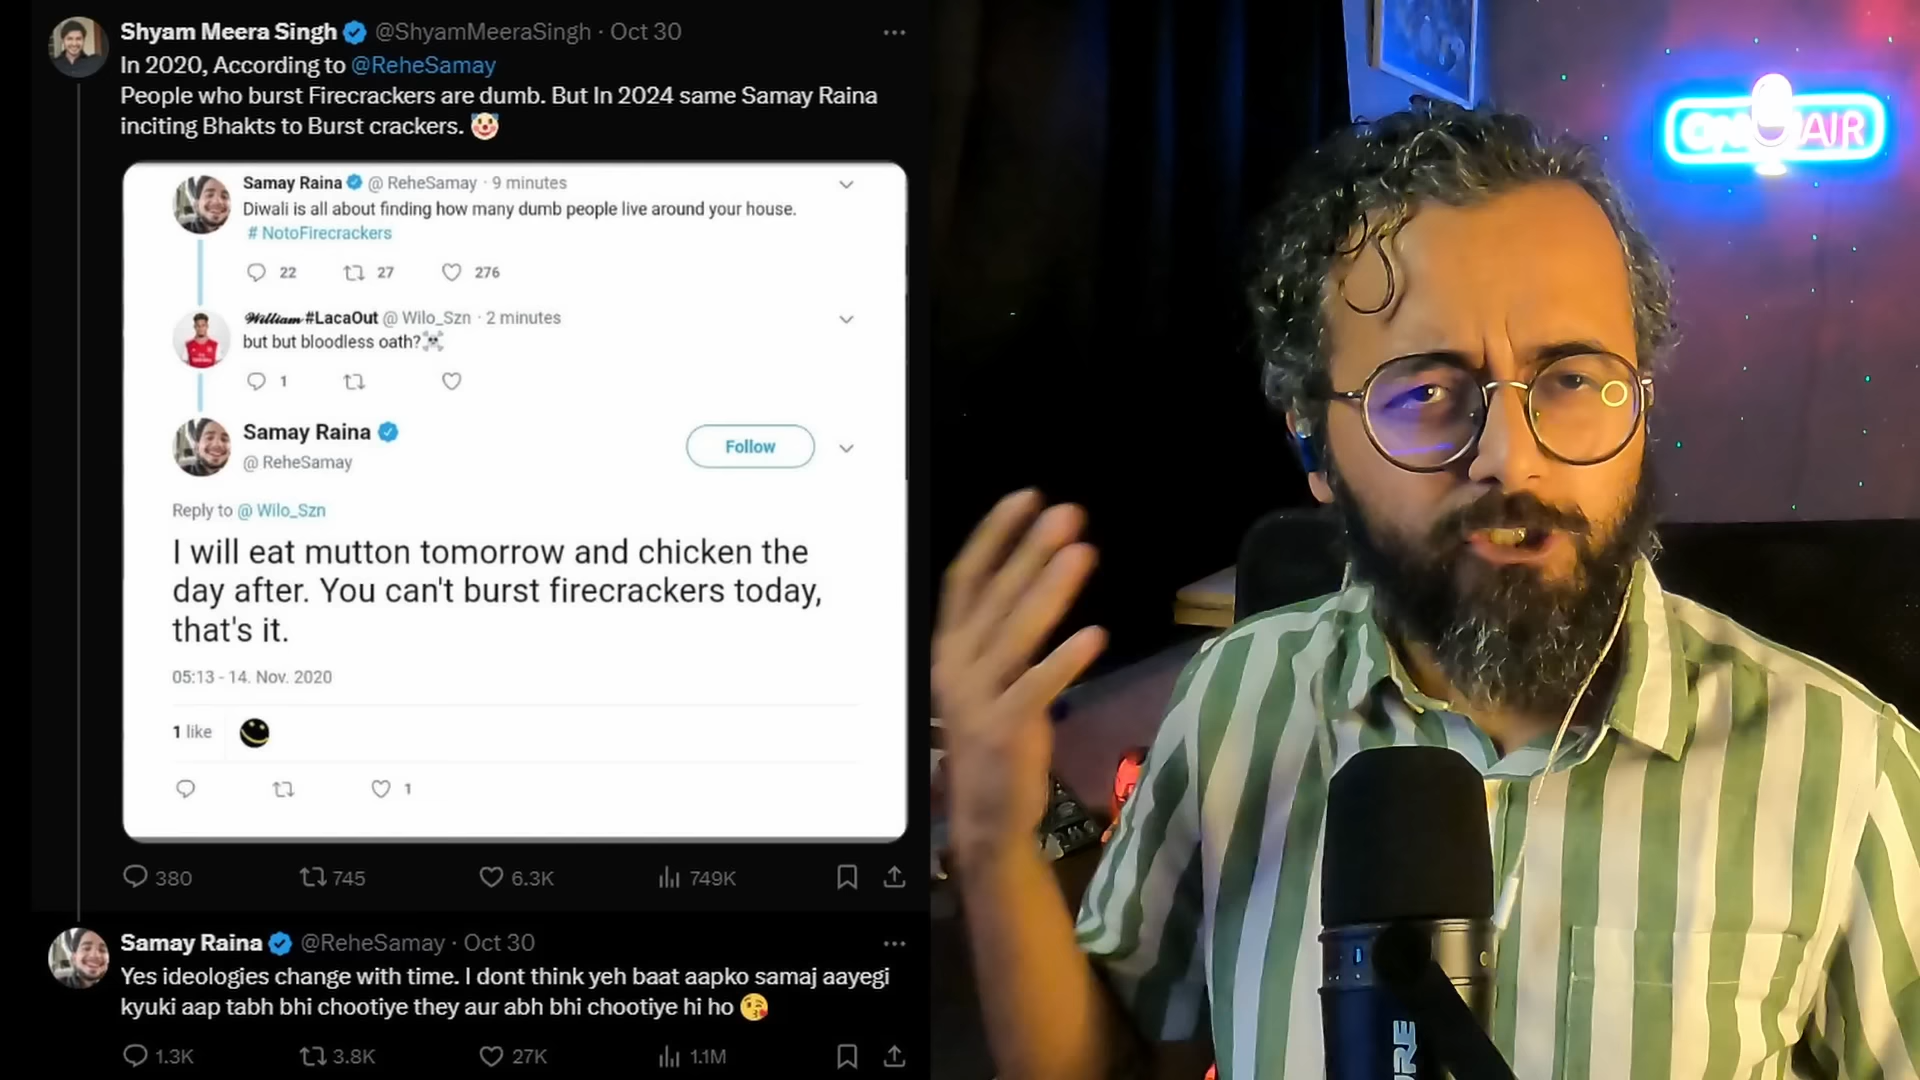 Shyam Meera Singh @ShyamMeeraSingh · Oct 30
In 2020, According to @ReheSamay
People who burst Firecrackers are dumb. But In 2024 same Samay Raina
inciting Bhakts to Burst crackers. 🤡
Samay Raina @ ReheSamay · 9 minutes
Diwali is all about finding how many dumb people live around your house.
# NotoFirecrackers
22 27 276
William #LacaOut @ Wilo_Szn · 2 minutes
but but bloodless oath?☠
1
Samay Raina
@ ReheSamay
Follow
Reply to @ Wilo_Szn
I will eat mutton tomorrow and chicken the
day after. You can't burst firecrackers today,
that's it.
05:13 - 14. Nov. 2020
1 like
1
380 745 6.3K 749K
Samay Raina @ReheSamay · Oct 30
Yes ideologies change with time. I dont think yeh baat aapko samaj aayegi
kyuki aap tabh bhi chootiye they aur abh bhi chootiye hi ho 😘
1.3K 3.8K 27K 1.1M
ON AIR